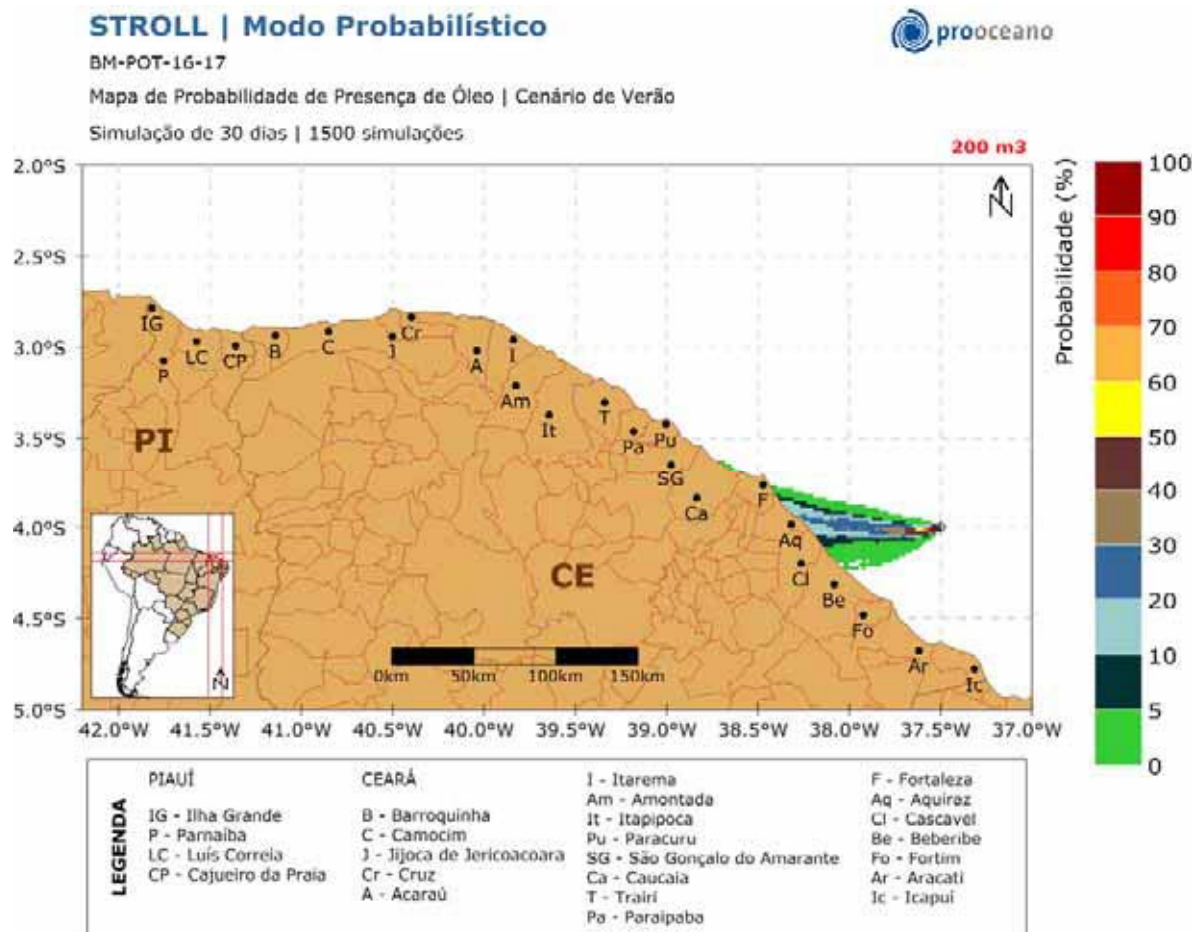 STROLL | Modo Probabilístico
prooceano
BM-POT-16-17
Mapa de Probabilidade de Presença de Óleo | Cenário de Verão
Simulação de 30 dias | 1500 simulações
200 m3
2.0°S
2.5°S
3.0°S
3.5°S
4.0°S
4.5°S
5.0°S
N
IG
P
LC
CP
B
C
J
Cr
A
I
Am
It
T
Pa
Pu
SG
Ca
F
Aq
Cl
Be
Fo
Ar
Ic
PI
CE
N
0km 50km 100km 150km
42.0°W 41.5°W 41.0°W 40.5°W 40.0°W 39.5°W 39.0°W 38.5°W 38.0°W 37.5°W 37.0°W
Probabilidade (%)
100
90
80
70
60
50
40
30
20
10
5
0
LEGENDA
PIAUÍ
IG - Ilha Grande
P - Parnaíba
LC - Luís Correia
CP - Cajueiro da Praia
CEARÁ
B - Barroquinha
C - Camocim
J - Jijoca de Jericoacoara
Cr - Cruz
A - Acaraú
I - Itarema
Am - Amontada
It - Itapipoca
Pu - Paracuru
SG - São Gonçalo do Amarante
Ca - Caucaia
T - Trairi
Pa - Paraipaba
F - Fortaleza
Aq - Aquiraz
Cl - Cascavel
Be - Beberibe
Fo - Fortim
Ar - Aracati
Ic - Icapuí